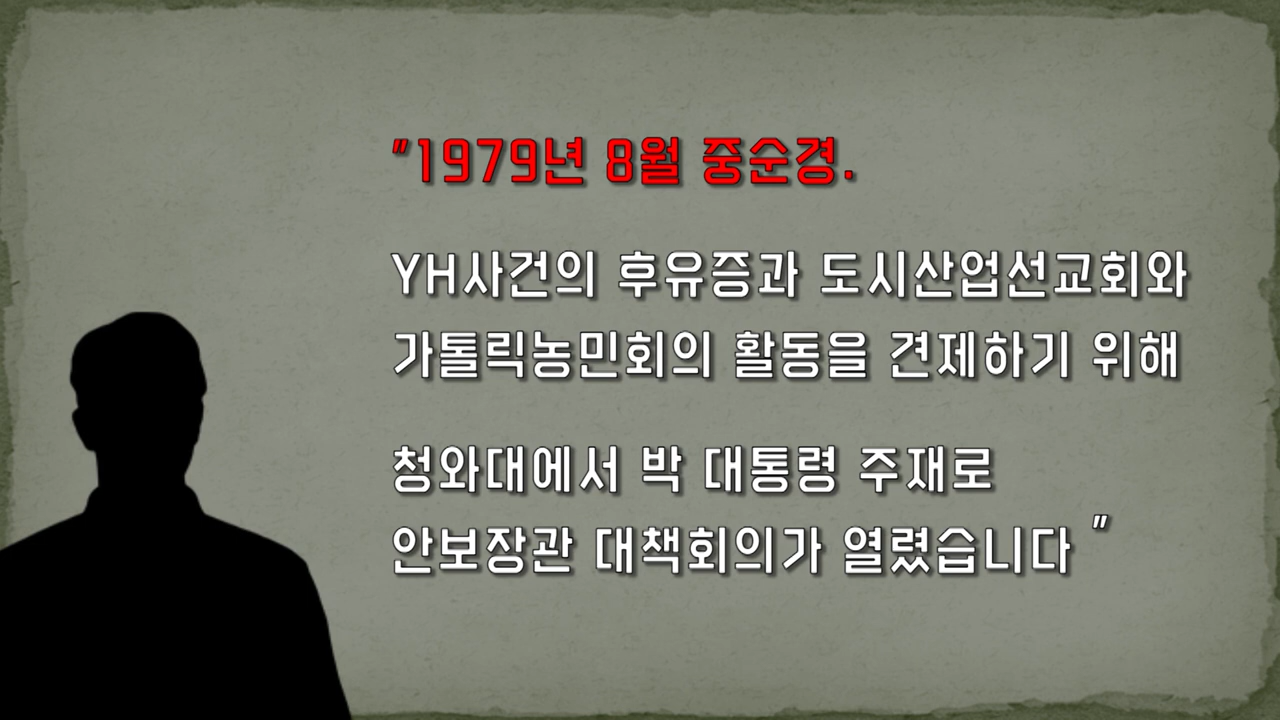 "1979년 8월 중순경.
YH사건의 후유증과 도시산업선교회와
가톨릭농민회의 활동을 견제하기 위해
청와대에서 박 대통령 주재로
안보장관 대책회의가 열렸습니다 "